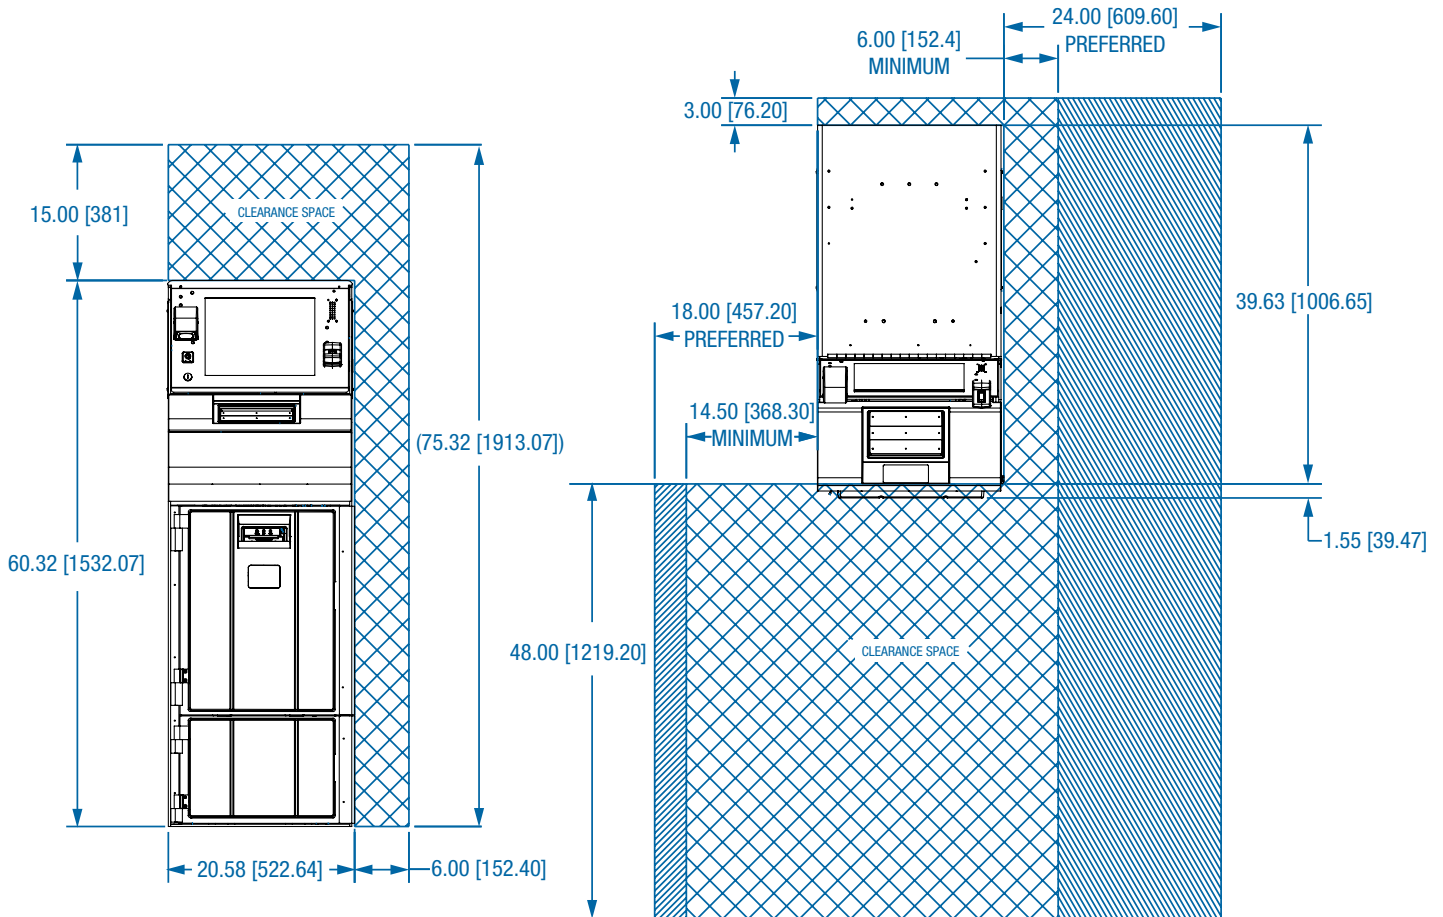 24.00 [609.60]
PREFERRED
6.00 [152.4]
MINIMUM
3.00 [76.20]
15.00 [381]
CLEARANCE SPACE
39.63 [1006.65]
18.00 [457.20]
PREFERRED
14.50 [368.30]
MINIMUM
(75.32 [1913.07])
1.55 [39.47]
60.32 [1532.07]
48.00 [1219.20]
CLEARANCE SPACE
20.58 [522.64]
6.00 [152.40]